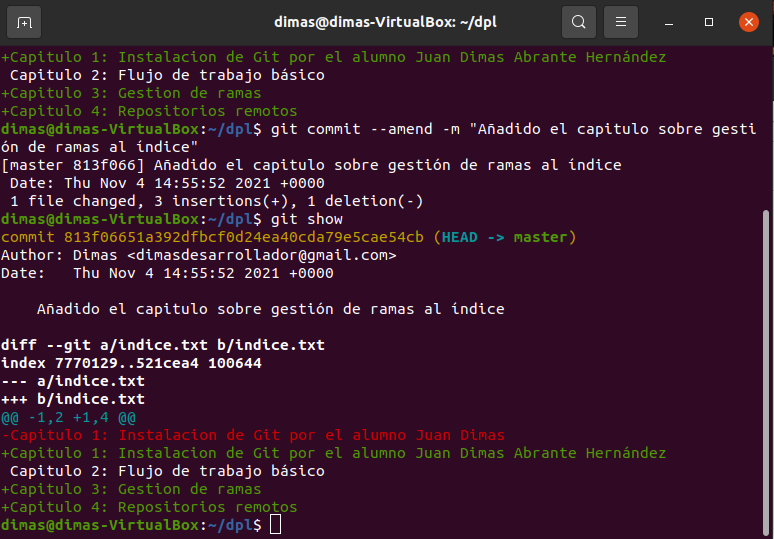 dimas@dimas-VirtualBox: ~/dpl
+Capitulo 1: Instalacion de Git por el alumno Juan Dimas Abrante Hernández
 Capitulo 2: Flujo de trabajo básico
+Capitulo 3: Gestion de ramas
+Capitulo 4: Repositorios remotos
dimas@dimas-VirtualBox:~/dpl$ git commit --amend -m "Añadido el capitulo sobre gesti
ón de ramas al índice"
[master 813f066] Añadido el capitulo sobre gestión de ramas al índice
 Date: Thu Nov 4 14:55:52 2021 +0000
 1 file changed, 3 insertions(+), 1 deletion(-)
dimas@dimas-VirtualBox:~/dpl$ git show
commit 813f06651a392dfbcf0d24ea40cda79e5cae54cb (HEAD -> master)
Author: Dimas <dimasdesarrollador@gmail.com>
Date:   Thu Nov 4 14:55:52 2021 +0000

    Añadido el capitulo sobre gestión de ramas al índice

diff --git a/indice.txt b/indice.txt
index 7770129..521cea4 100644
--- a/indice.txt
+++ b/indice.txt
@@ -1,2 +1,4 @@
-Capitulo 1: Instalacion de Git por el alumno Juan Dimas
+Capitulo 1: Instalacion de Git por el alumno Juan Dimas Abrante Hernández
 Capitulo 2: Flujo de trabajo básico
+Capitulo 3: Gestion de ramas
+Capitulo 4: Repositorios remotos
dimas@dimas-VirtualBox:~/dpl$